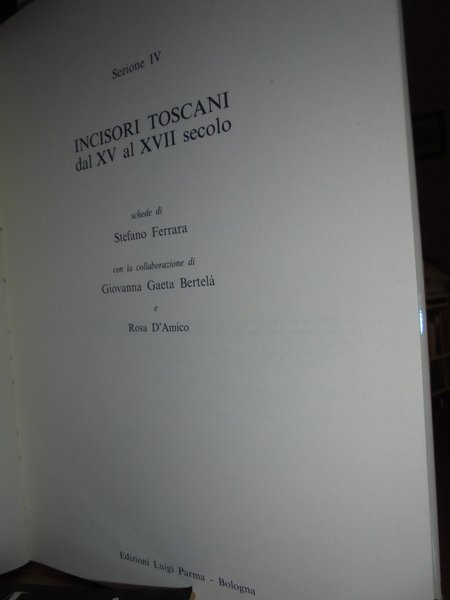 Sezione IV
INCISORI TOSCANI
dal XV al XVII secolo
schede di
Stefano Ferrara
con la collaborazione di
Giovanna Gaeta Bertelà
e
Rosa D'Amico
Edizioni Luigi Parma - Bologna